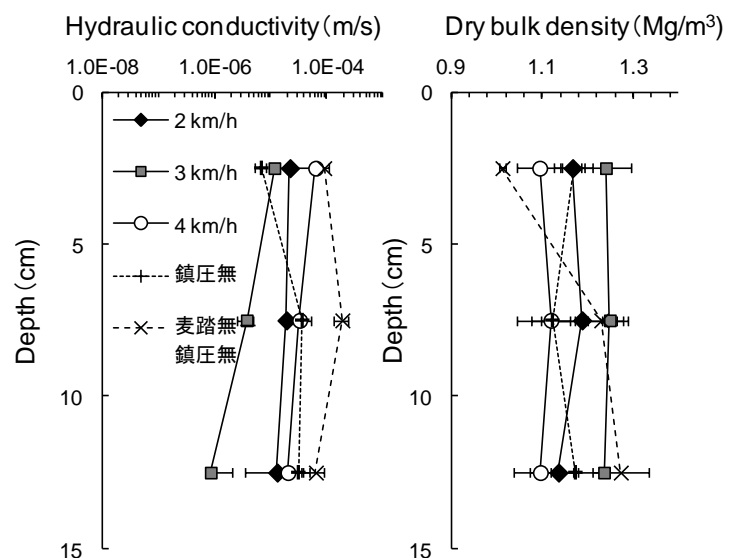 Hydraulic conductivity（m/s）
1.0E-08 1.0E-06 1.0E-04
0
5
10
15
Depth（cm）
2 km/h
3 km/h
4 km/h
鎮圧無
麦踏無
鎮圧無
Dry bulk density（Mg/m³）
0.9 1.1 1.3
0
5
10
15
Depth（cm）